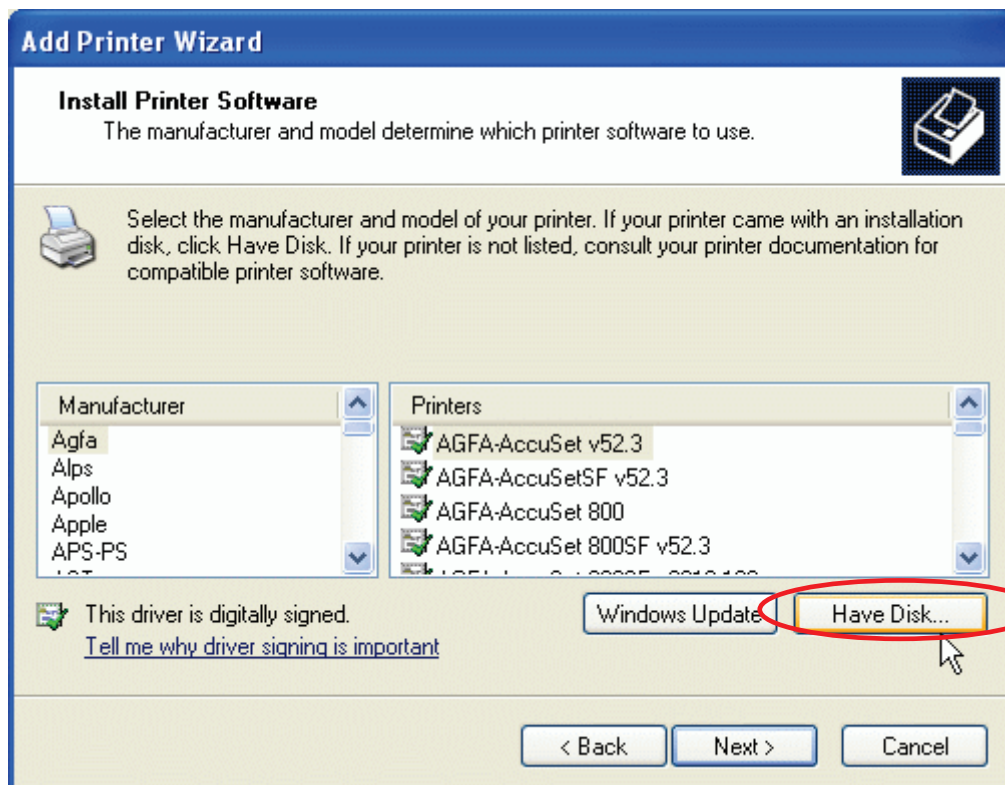 Add Printer Wizard
Install Printer Software
The manufacturer and model determine which printer software to use.
Select the manufacturer and model of your printer. If your printer came with an installation
disk, click Have Disk. If your printer is not listed, consult your printer documentation for
compatible printer software.
Manufacturer
Agfa
Alps
Apollo
Apple
APS-PS
Printers
AGFA-AccuSet v52.3
AGFA-AccuSetSF v52.3
AGFA-AccuSet 800
AGFA-AccuSet 800SF v52.3
This driver is digitally signed.
Tell me why driver signing is important
Windows Update
Have Disk...
< Back
Next >
Cancel